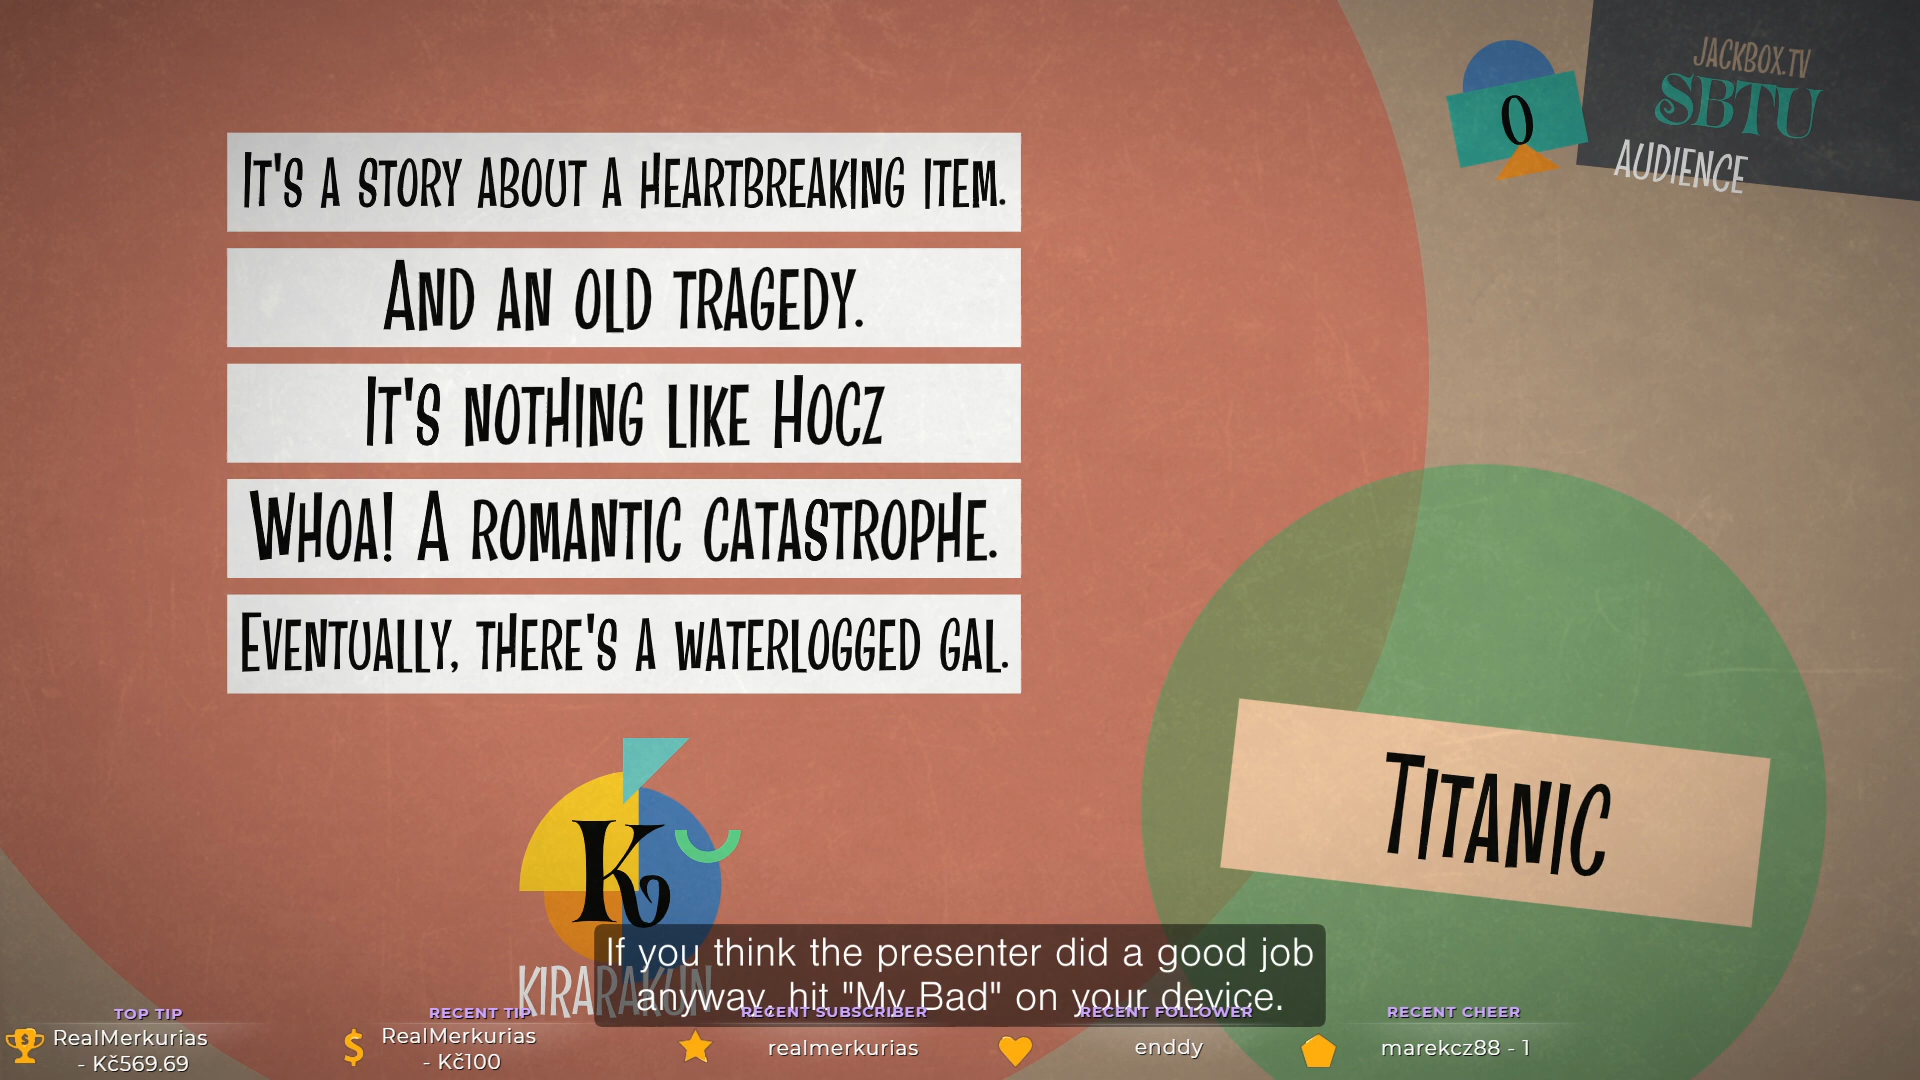 JACKBOX.TV
SBTU
0
AUDIENCE
IT'S A STORY ABOUT A HEARTBREAKING ITEM.
AND AN OLD TRAGEDY.
IT'S NOTHING LIKE HOCZ
WHOA! A ROMANTIC CATASTROPHE.
EVENTUALLY, THERE'S A WATERLOGGED GAL.
TITANIC
K
KIRARAKUN
If you think the presenter did a good job
anyway, hit "My Bad" on your device.
TOP TIP
RealMerkurias
- Kč569.69
RECENT TIP
RealMerkurias
- Kč100
RECENT SUBSCRIBER
realmerkurias
RECENT FOLLOWER
enddy
RECENT CHEER
marekcz88 - 1